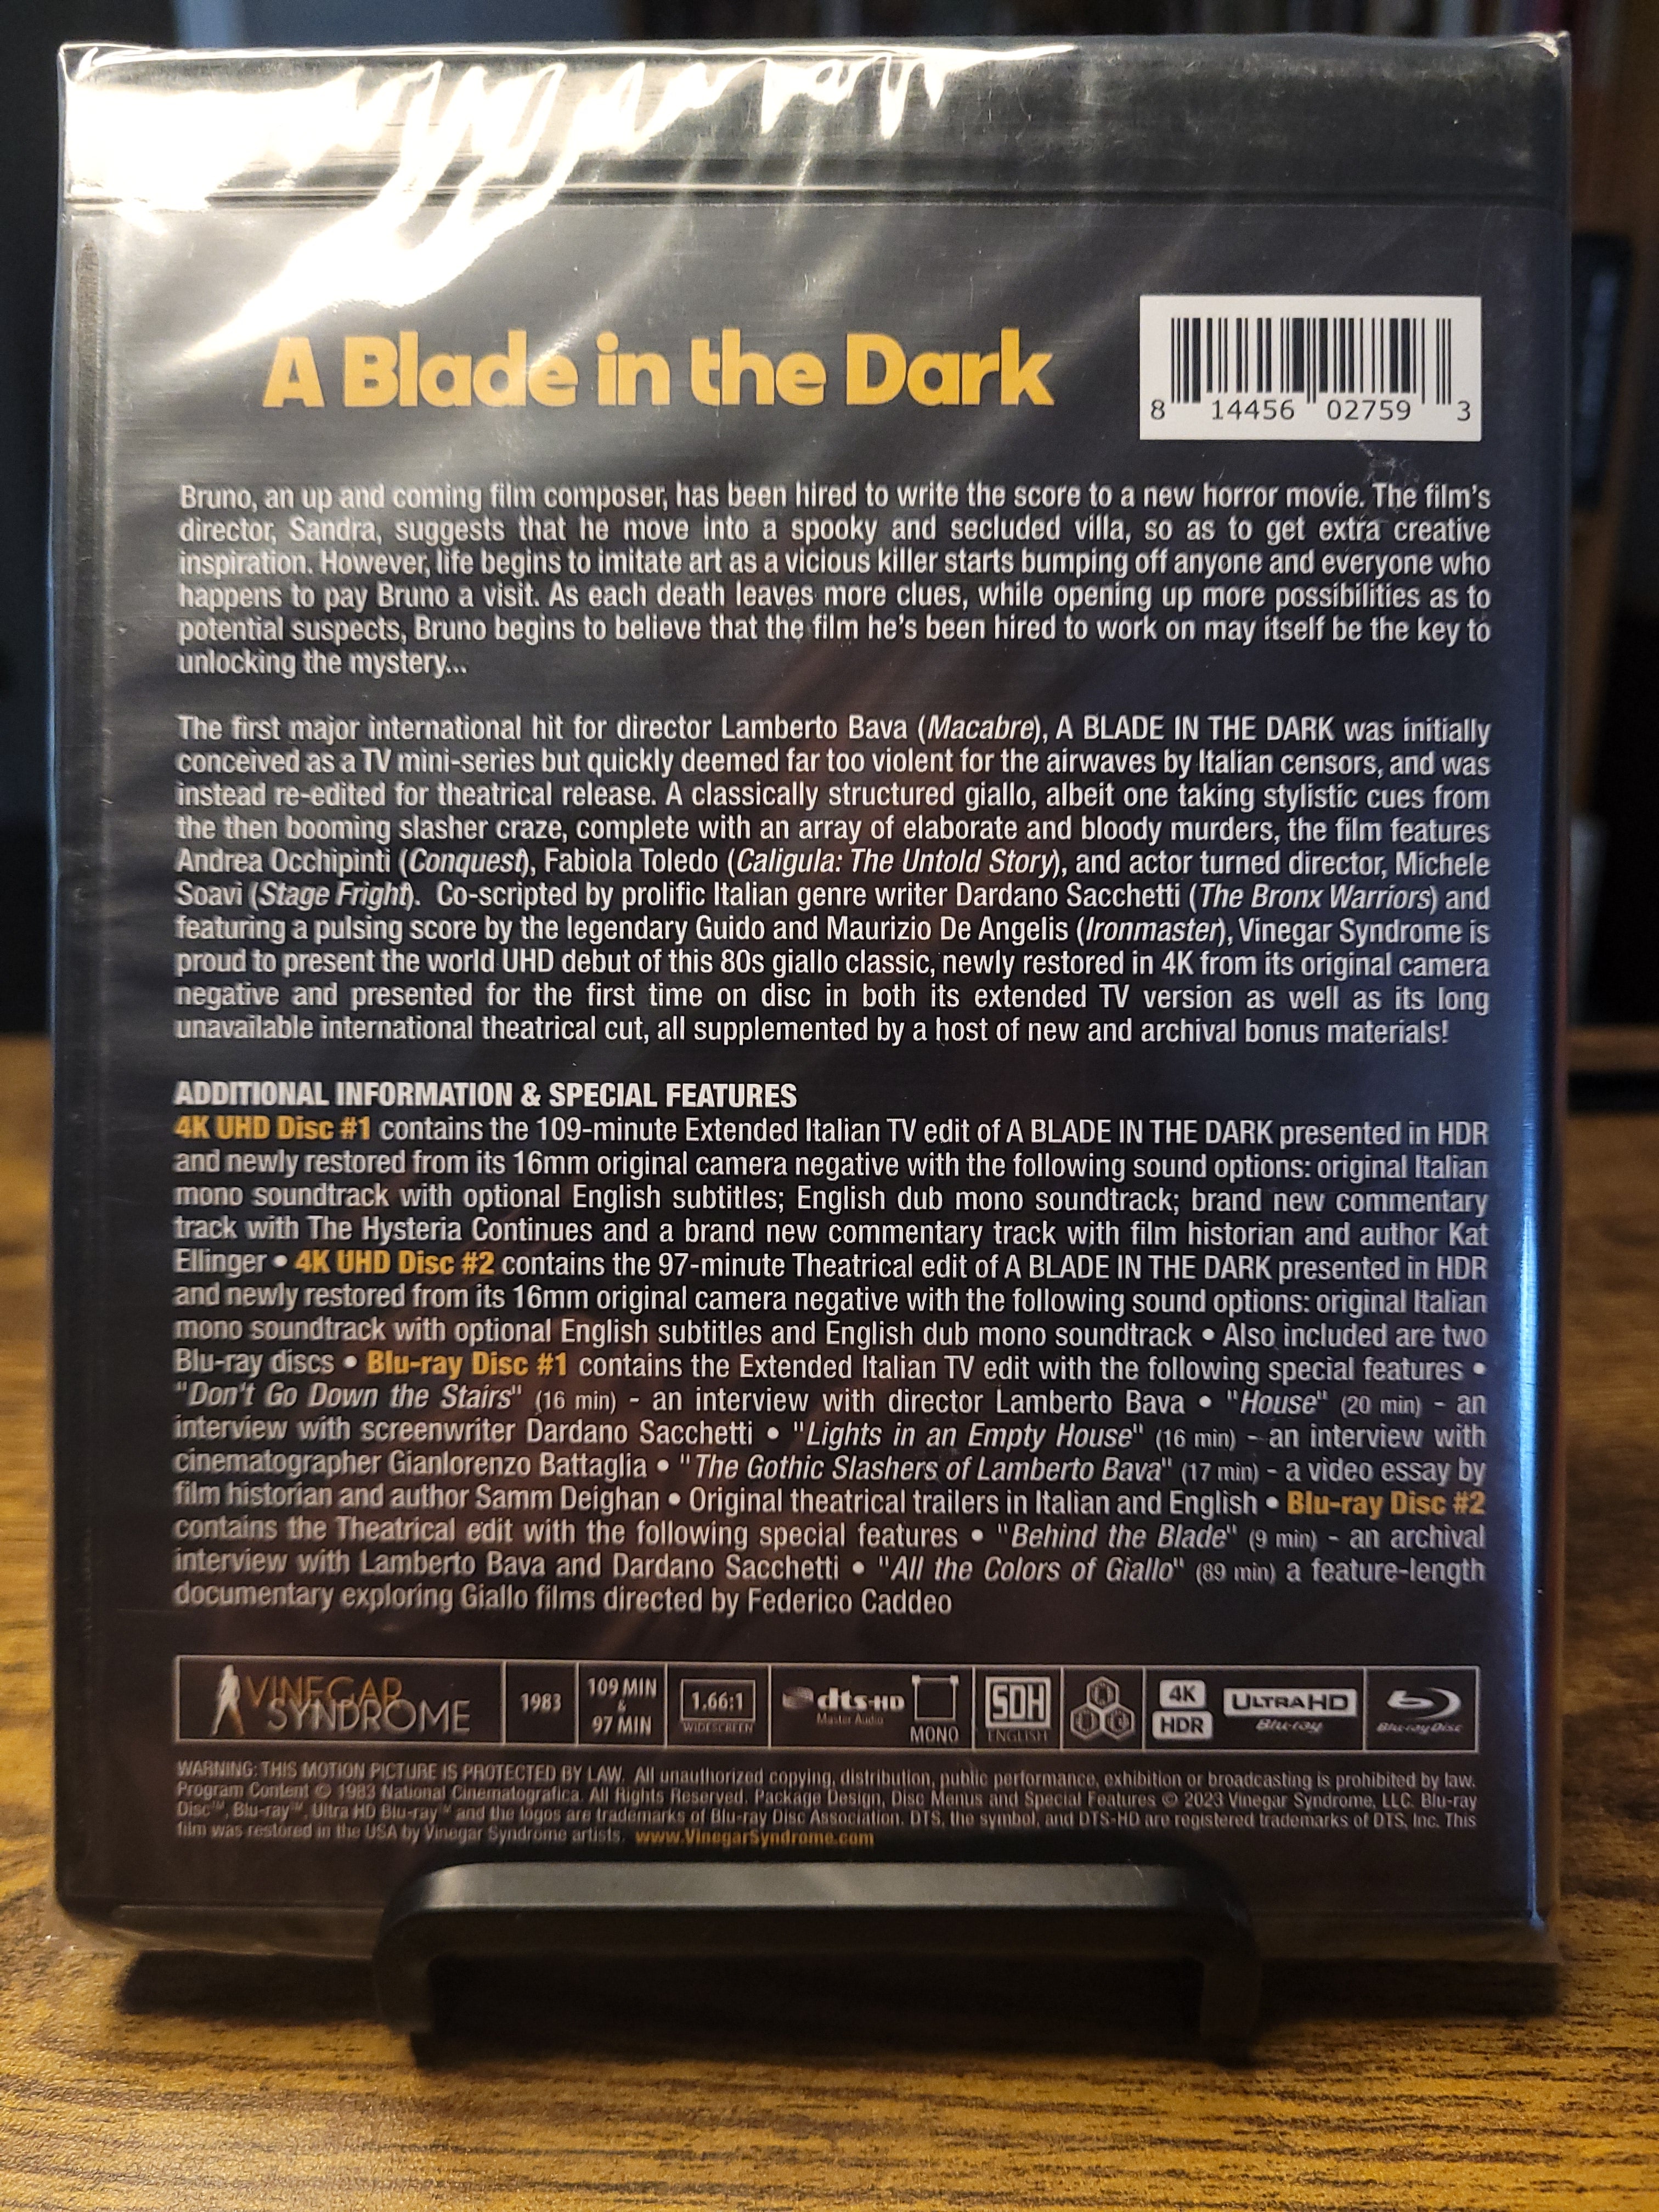 A Blade in the Dark
8 14456 02759 3
Bruno, an up and coming film composer, has been hired to write the score to a new horror movie. The film's
director, Sandra, suggests that he move into a spooky and secluded villa, so as to get extra creative
inspiration. However, life begins to imitate art as a vicious killer starts bumping off anyone and everyone who
happens to pay Bruno a visit. As each death leaves more clues, while opening up more possibilities as to
potential suspects, Bruno begins to believe that the film he's been hired to work on may itself be the key to
unlocking the mystery...
The first major international hit for director Lamberto Bava (Macabre), A BLADE IN THE DARK was initially
conceived as a TV mini-series but quickly deemed far too violent for the airwaves by Italian censors, and was
instead re-edited for theatrical release. A classically structured giallo, albeit one taking stylistic cues from
the then booming slasher craze, complete with an array of elaborate and bloody murders, the film features
Andrea Occhipinti (Conquest), Fabiola Toledo (Caligula: The Untold Story), and actor turned director, Michele
Soavi (Stage Fright). Co-scripted by prolific Italian genre writer Dardano Sacchetti (The Bronx Warriors) and
featuring a pulsing score by the legendary Guido and Maurizio De Angelis (Ironmaster), Vinegar Syndrome is
proud to present the world UHD debut of this 80s giallo classic, newly restored in 4K from its original camera
negative and presented for the first time on disc in both its extended TV version as well as its long
unavailable international theatrical cut, all supplemented by a host of new and archival bonus materials!
ADDITIONAL INFORMATION & SPECIAL FEATURES
4K UHD Disc #1 contains the 109-minute Extended Italian TV edit of A BLADE IN THE DARK presented in HDR
and newly restored from its 16mm original camera negative with the following sound options: original Italian
mono soundtrack with optional English subtitles; English dub mono soundtrack; brand new commentary
track with The Hysteria Continues and a brand new commentary track with film historian and author Kat
Ellinger • 4K UHD Disc #2 contains the 97-minute Theatrical edit of A BLADE IN THE DARK presented in HDR
and newly restored from its 16mm original camera negative with the following sound options: original Italian
mono soundtrack with optional English subtitles and English dub mono soundtrack • Also included are two
Blu-ray discs • Blu-ray Disc #1 contains the Extended Italian TV edit with the following special features •
"Don't Go Down the Stairs" (16 min) - an interview with director Lamberto Bava • "House" (20 min) - an
interview with screenwriter Dardano Sacchetti • "Lights in an Empty House" (16 min) - an interview with
cinematographer Gianlorenzo Battaglia • "The Gothic Slashers of Lamberto Bava" (17 min) - a video essay by
film historian and author Samm Deighan • Original theatrical trailers in Italian and English • Blu-ray Disc #2
contains the Theatrical edit with the following special features • "Behind the Blade" (9 min) - an archival
interview with Lamberto Bava and Dardano Sacchetti • "All the Colors of Giallo" (89 min) a feature-length
documentary exploring Giallo films directed by Federico Caddeo
VINEGAR
SYNDROME
1983
109 MIN
&
97 MIN
1.66:1
WIDESCREEN
dts-HD
Master Audio
MONO
SDH
ENGLISH
A B C
4K
HDR
ULTRA HD
Blu-ray
Blu-ray Disc
WARNING: THIS MOTION PICTURE IS PROTECTED BY LAW. All unauthorized copying, distribution, public performance, exhibition or broadcasting is prohibited by law.
Program Content © 1983 National Cinematografica. All Rights Reserved. Package Design, Disc Menus and Special Features © 2023 Vinegar Syndrome, LLC. Blu-ray
Disc™, Blu-ray™, Ultra HD Blu-ray™ and the logos are trademarks of Blu-ray Disc Association. DTS, the symbol, and DTS-HD are registered trademarks of DTS, Inc. This
film was restored in the USA by Vinegar Syndrome artists. www.VinegarSyndrome.com